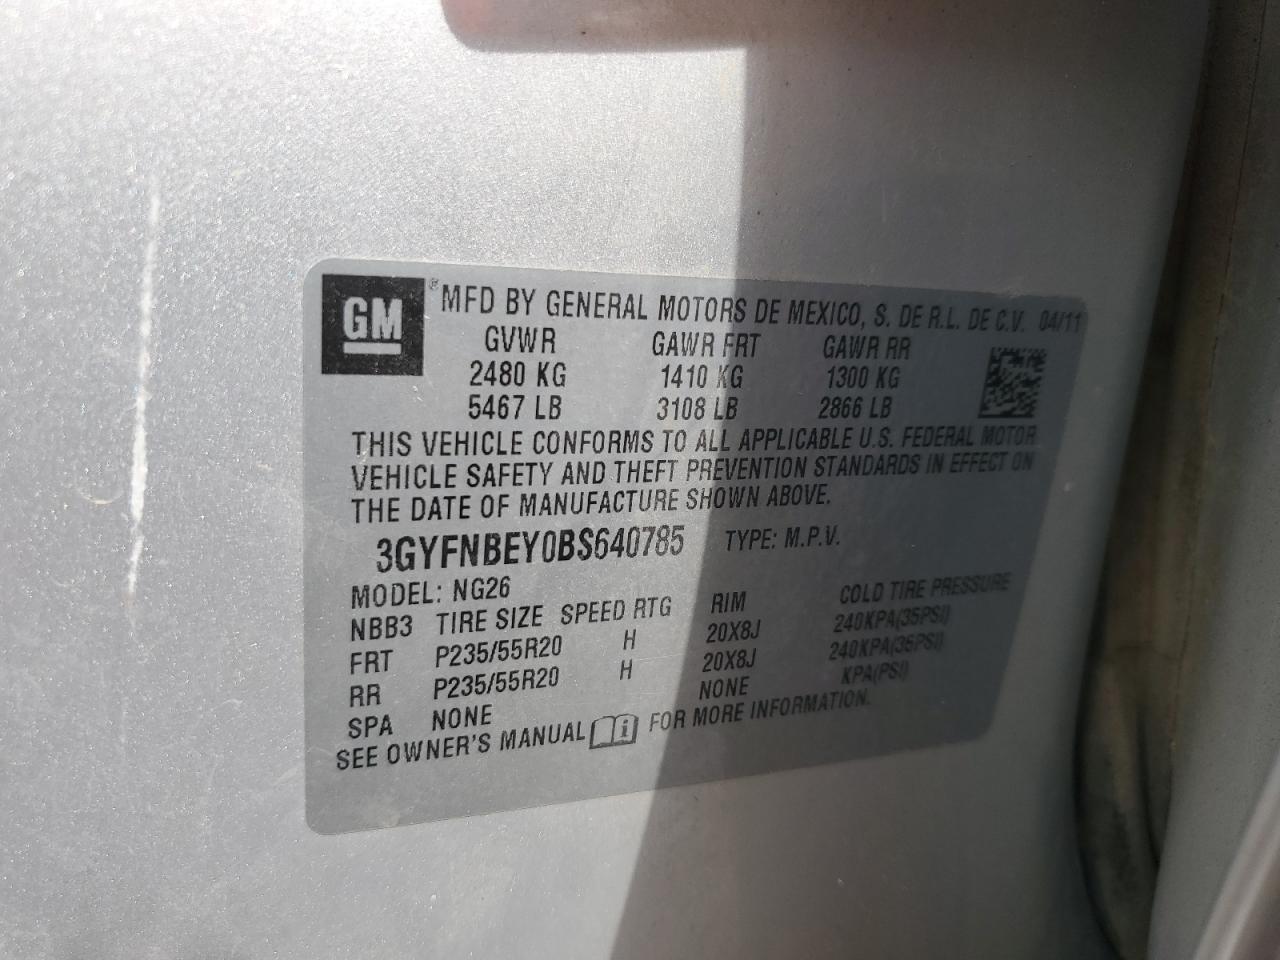 GM ® MFD BY GENERAL MOTORS DE MEXICO, S. DE R.L. DE C.V. 04/11
GVWR GAWR FRT GAWR RR
2480 KG 1410 KG 1300 KG
5467 LB 3108 LB 2866 LB
THIS VEHICLE CONFORMS TO ALL APPLICABLE U.S. FEDERAL MOTOR
VEHICLE SAFETY AND THEFT PREVENTION STANDARDS IN EFFECT ON
THE DATE OF MANUFACTURE SHOWN ABOVE.
3GYFNBEY0BS640785 TYPE: M.P.V.
MODEL: NG26
NBB3 TIRE SIZE SPEED RTG RIM COLD TIRE PRESSURE
FRT P235/55R20 H 20X8J 240KPA(35PSI)
RR P235/55R20 H 20X8J 240KPA(35PSI)
SPA NONE NONE KPA(PSI)
SEE OWNER'S MANUAL i FOR MORE INFORMATION.